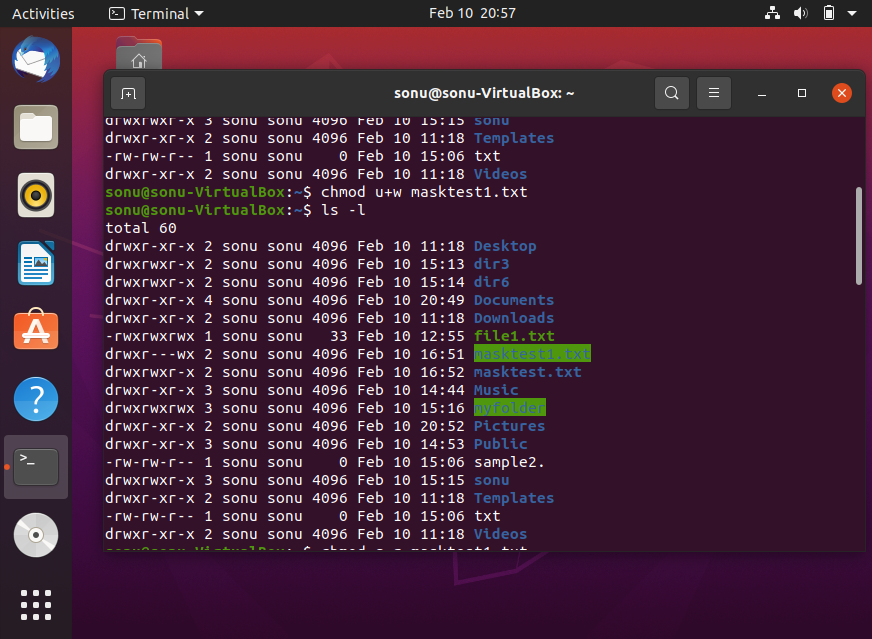 Activities Terminal Feb 10 20:57
sonu@sonu-VirtualBox: ~
drwxrwxr-x 3 sonu sonu 4096 Feb 10 15:15 sonu
drwxr-xr-x 2 sonu sonu 4096 Feb 10 11:18 Templates
-rw-rw-r-- 1 sonu sonu    0 Feb 10 15:06 txt
drwxr-xr-x 2 sonu sonu 4096 Feb 10 11:18 Videos
sonu@sonu-VirtualBox:~$ chmod u+w masktest1.txt
sonu@sonu-VirtualBox:~$ ls -l
total 60
drwxr-xr-x 2 sonu sonu 4096 Feb 10 11:18 Desktop
drwxrwxrwx 2 sonu sonu 4096 Feb 10 15:13 dir3
drwxrwxr-x 2 sonu sonu 4096 Feb 10 15:14 dir6
drwxr-xr-x 4 sonu sonu 4096 Feb 10 20:49 Documents
drwxr-xr-x 2 sonu sonu 4096 Feb 10 11:18 Downloads
-rwxrwxrwx 1 sonu sonu   33 Feb 10 12:55 file1.txt
drwxr---wx 2 sonu sonu 4096 Feb 10 16:51 masktest1.txt
drwxrwxr-x 2 sonu sonu 4096 Feb 10 16:52 masktest.txt
drwxr-xr-x 3 sonu sonu 4096 Feb 10 14:44 Music
drwxrwxrwx 3 sonu sonu 4096 Feb 10 15:16 myfolder
drwxr-xr-x 2 sonu sonu 4096 Feb 10 20:52 Pictures
drwxr-xr-x 3 sonu sonu 4096 Feb 10 14:53 Public
-rw-rw-r-- 1 sonu sonu    0 Feb 10 15:06 sample2.
drwxrwxr-x 3 sonu sonu 4096 Feb 10 15:15 sonu
drwxr-xr-x 2 sonu sonu 4096 Feb 10 11:18 Templates
-rw-rw-r-- 1 sonu sonu    0 Feb 10 15:06 txt
drwxr-xr-x 2 sonu sonu 4096 Feb 10 11:18 Videos
sonu@sonu-VirtualBox:~$ chmod masktest1.txt